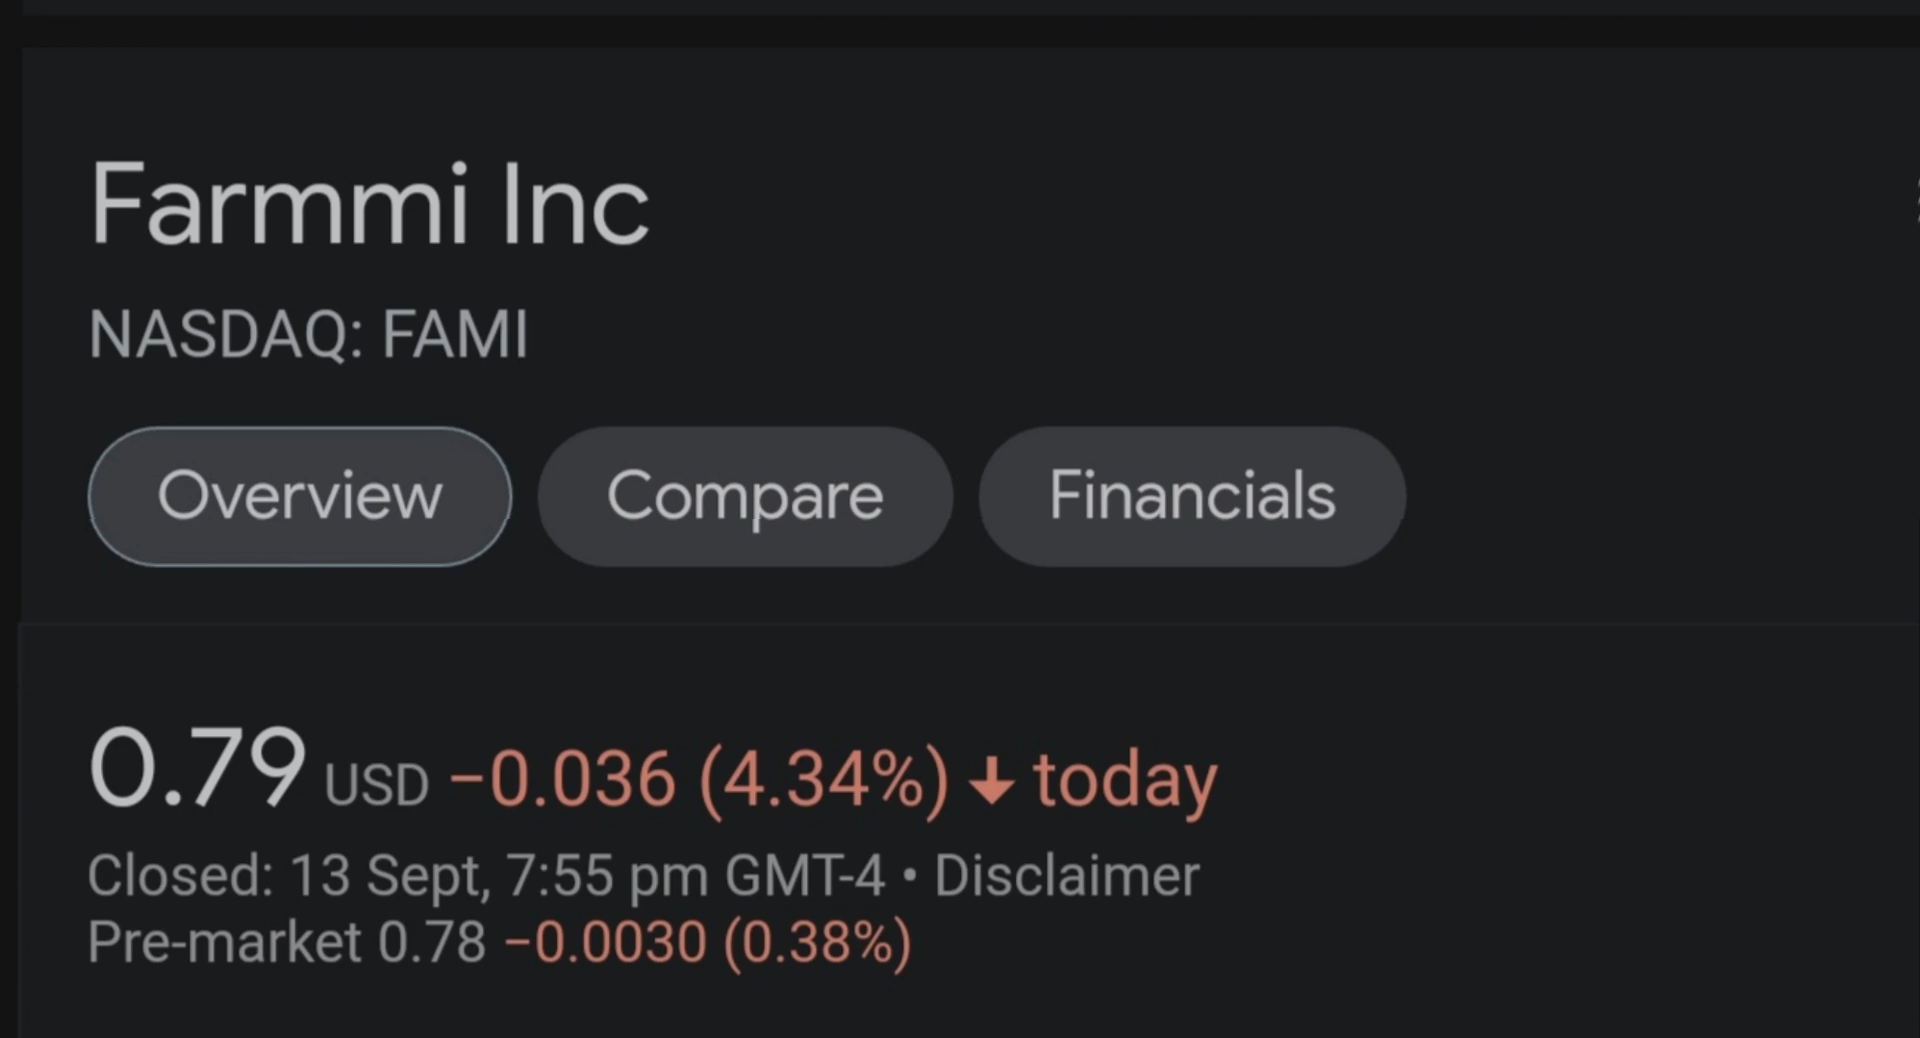 Farmmi Inc
NASDAQ: FAMI
Overview Compare Financials
0.79 USD −0.036 (4.34%) ↓ today
Closed: 13 Sept, 7:55 pm GMT-4 • Disclaimer
Pre-market 0.78 −0.0030 (0.38%)